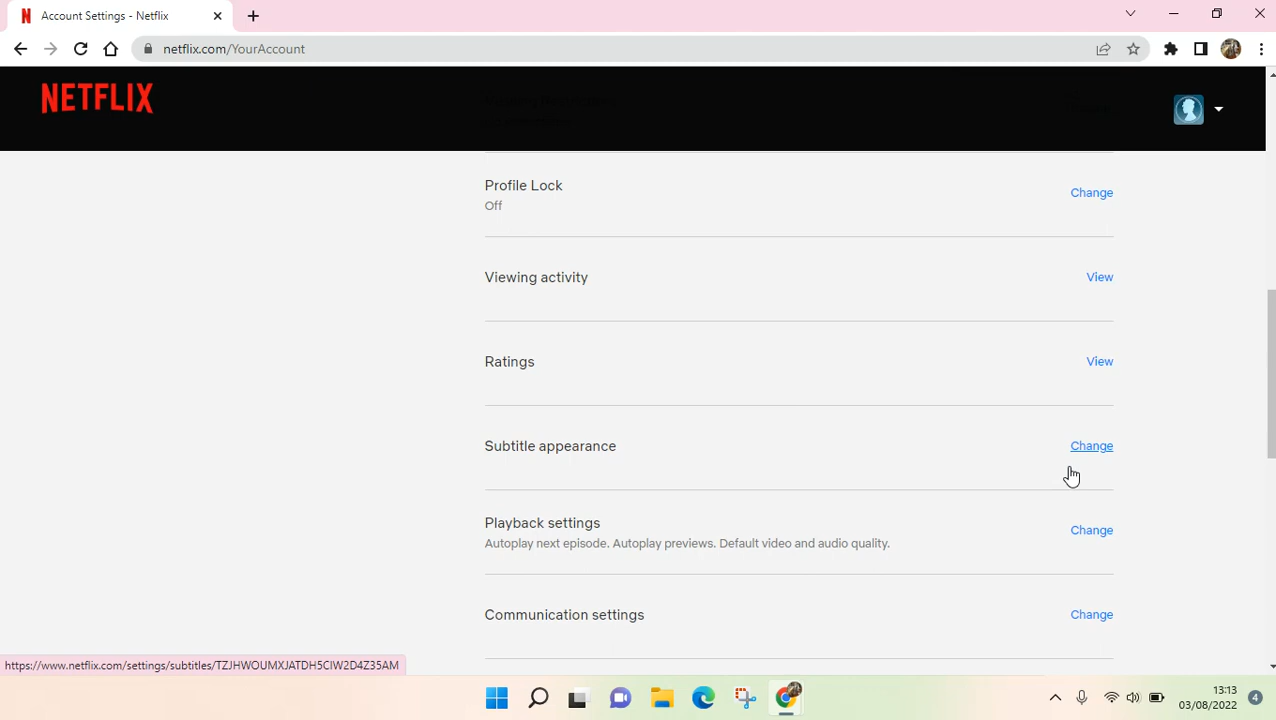 Account Settings - Netflix
netflix.com/YourAccount
NETFLIX
Profile Lock
Change
Off
Viewing activity
View
Ratings
View
Subtitle appearance
Change
Playback settings
Change
Autoplay next episode. Autoplay previews. Default video and audio quality.
Communication settings
Change
https://www.netflix.com/settings/subtitles/TZJHWOUMXJATDH5CIW2D4Z35AM
13:13
03/08/2022
4